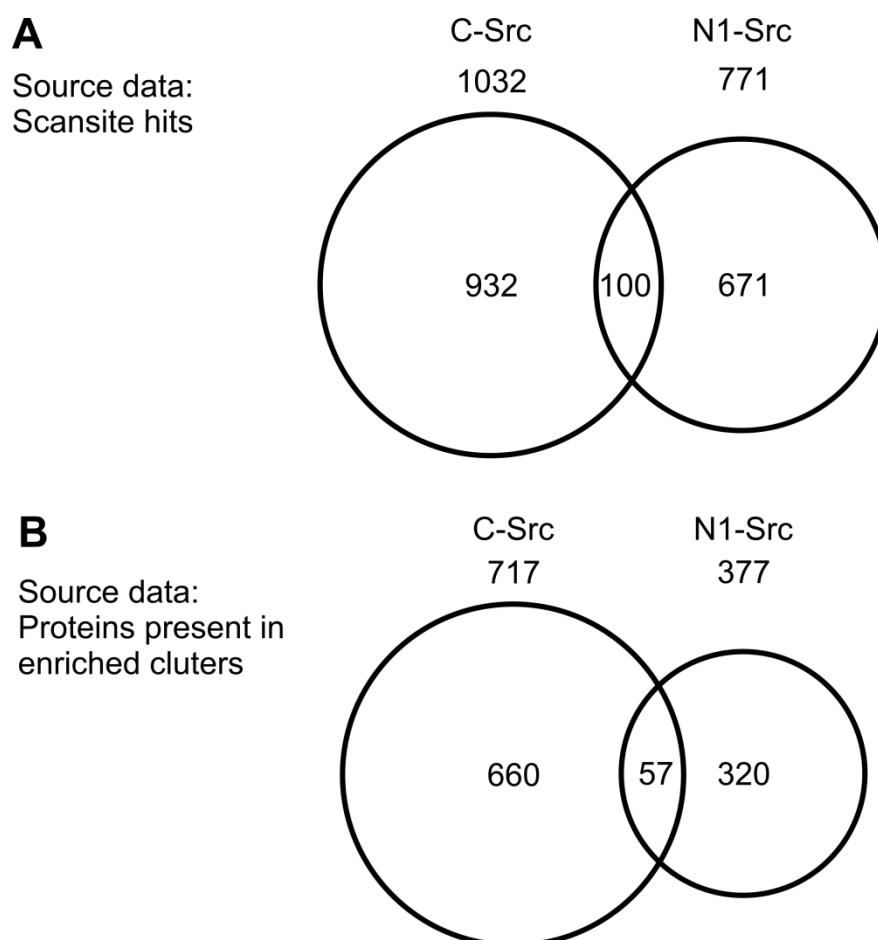 A
C-Src
N1-Src
Source data:
Scansite hits
1032
771
932
100
671
B
C-Src
N1-Src
Source data:
Proteins present in
enriched cluters
717
377
660
57
320